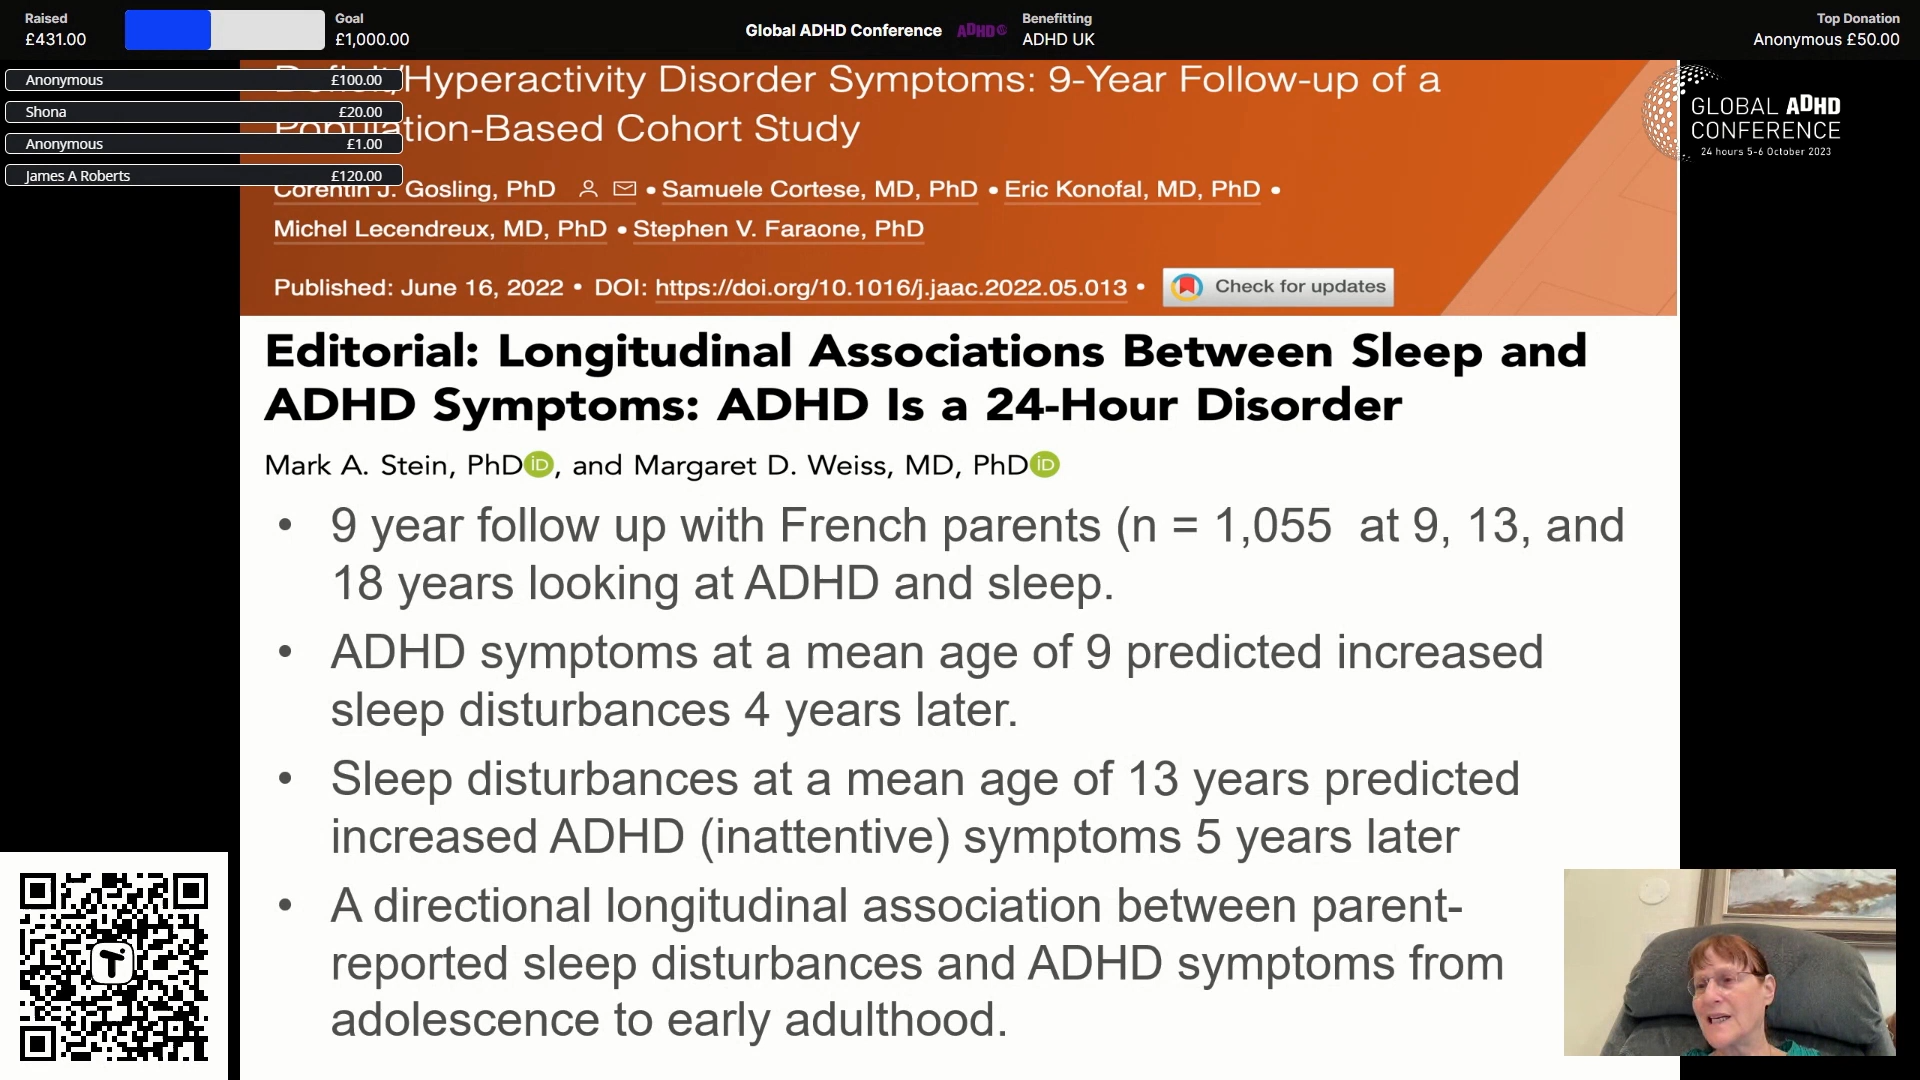 Raised
£431.00
Goal
£1,000.00
Global ADHD Conference
ADHD
Benefitting
ADHD UK
Top Donation
Anonymous £50.00
Anonymous £100.00
Shona £20.00
Anonymous £1.00
James A Roberts £120.00
Deficit/Hyperactivity Disorder Symptoms: 9-Year Follow-up of a
Population-Based Cohort Study
Corentin J. Gosling, PhD • Samuele Cortese, MD, PhD • Eric Konofal, MD, PhD •
Michel Lecendreux, MD, PhD • Stephen V. Faraone, PhD
Published: June 16, 2022 • DOI: https://doi.org/10.1016/j.jaac.2022.05.013 •
Check for updates
GLOBAL ADHD
CONFERENCE
24 hours 5-6 October 2023
Editorial: Longitudinal Associations Between Sleep and
ADHD Symptoms: ADHD Is a 24-Hour Disorder
Mark A. Stein, PhD iD, and Margaret D. Weiss, MD, PhD iD
• 9 year follow up with French parents (n = 1,055 at 9, 13, and
18 years looking at ADHD and sleep.
• ADHD symptoms at a mean age of 9 predicted increased
sleep disturbances 4 years later.
• Sleep disturbances at a mean age of 13 years predicted
increased ADHD (inattentive) symptoms 5 years later
• A directional longitudinal association between parent-
reported sleep disturbances and ADHD symptoms from
adolescence to early adulthood.
T